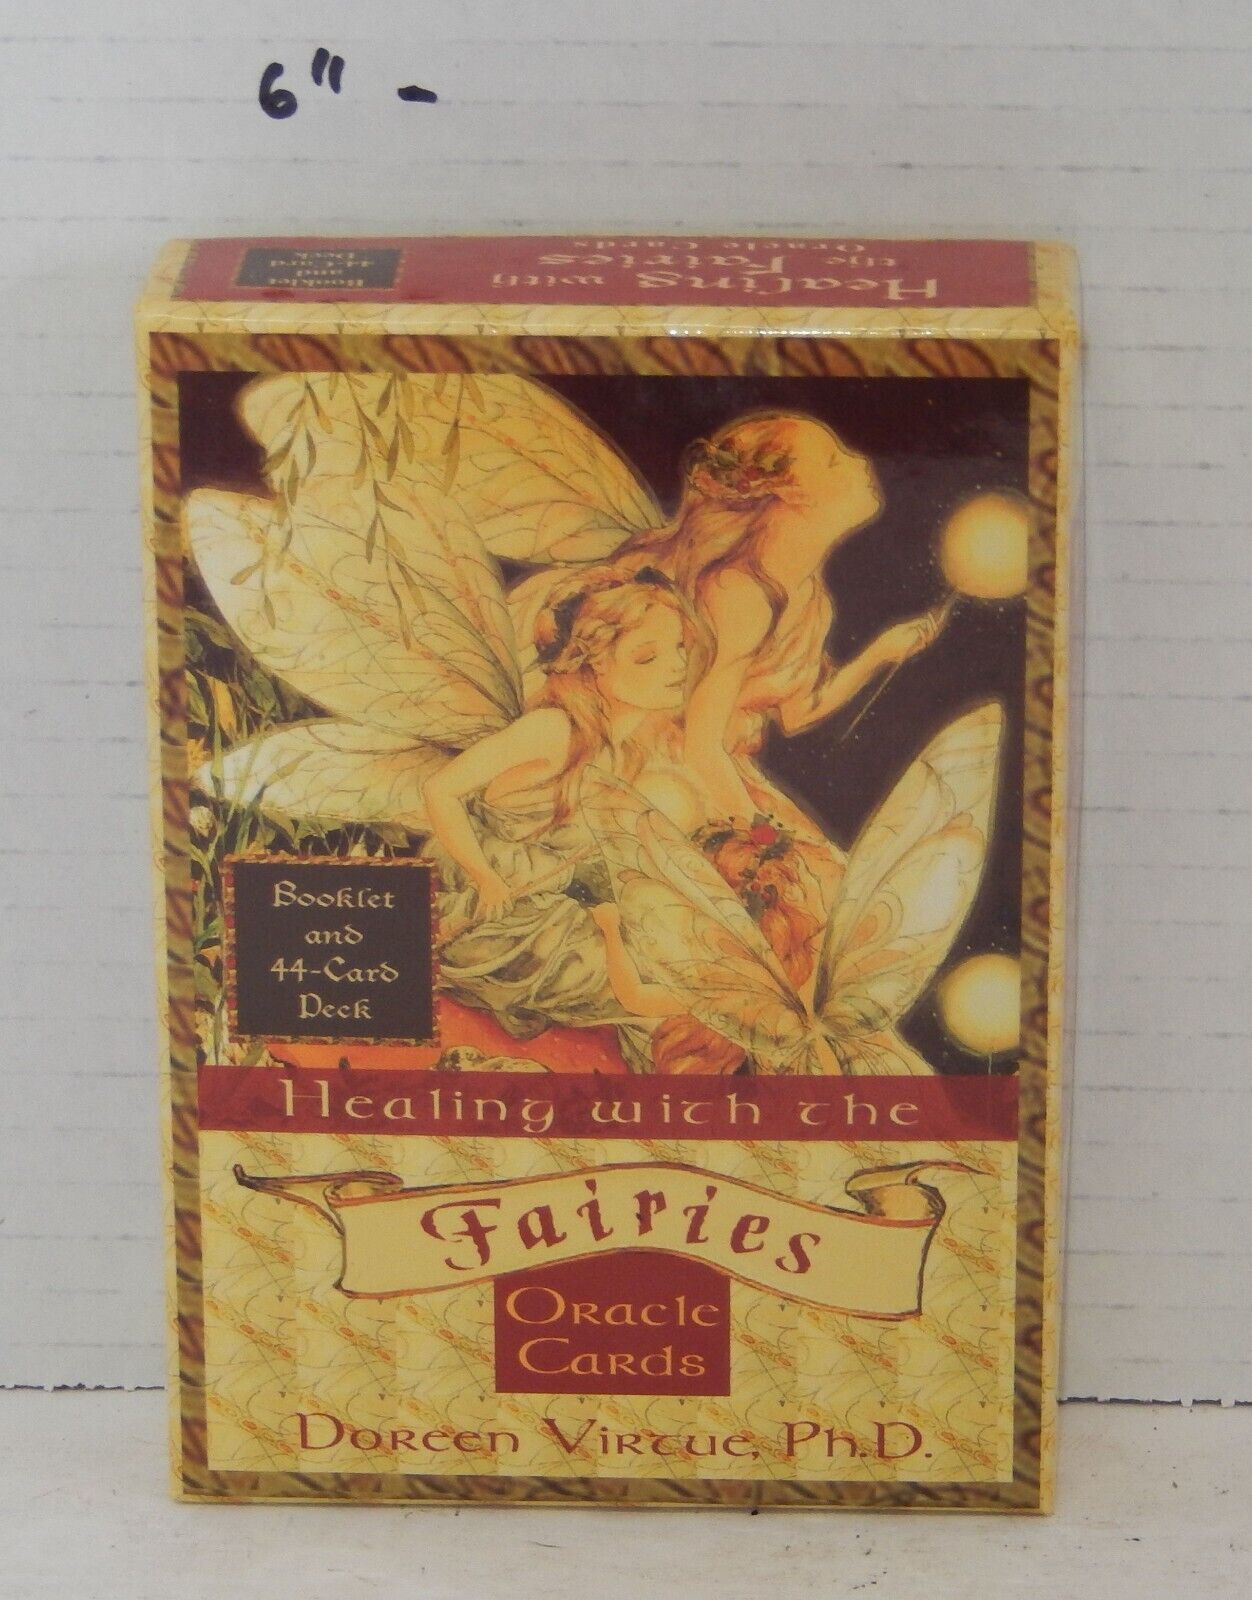 6" -
Healing with
the Fairies
Oracle Cards
Booklet
and
44-Card
Deck
Booklet
and
44-Card
Deck
Healing with the
Fairies
Oracle
Cards
Doreen Virtue, Ph.D.